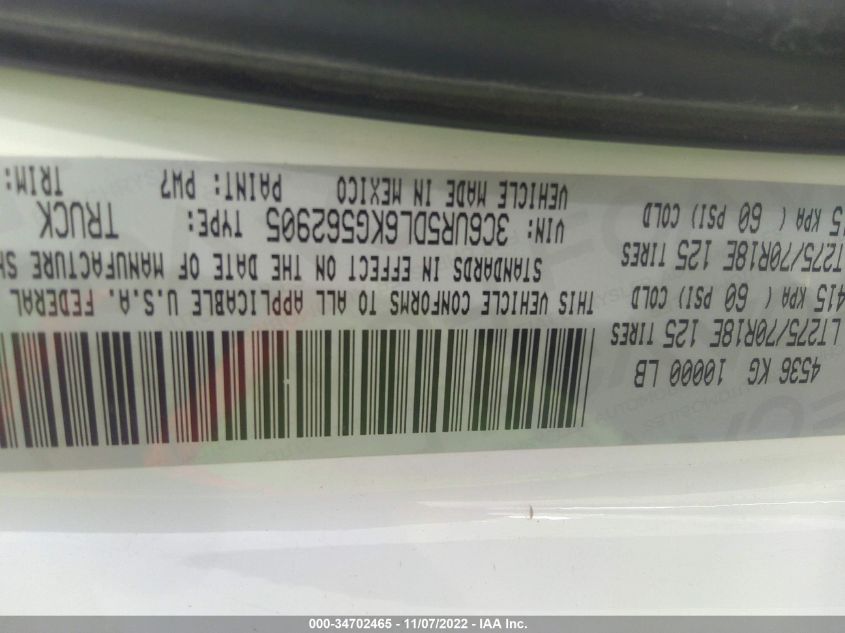 4536 KG 10000 LB
LT275/70R18E 125 TIRES
415 KPA ( 60 PSI) COLD
LT275/70R18E 125 TIRES
15 KPA ( 60 PSI) COLD
THIS VEHICLE CONFORMS TO ALL APPLICABLE U.S.A. FEDERAL
STANDARDS IN EFFECT ON THE DATE OF MANUFACTURE SH
VIN: 3C6UR5DL6KG562905 TYPE: TRUCK
VEHICLE MADE IN MEXICO PAINT: PW7 TRIM:
000-34702465 - 11/07/2022 - IAA Inc.